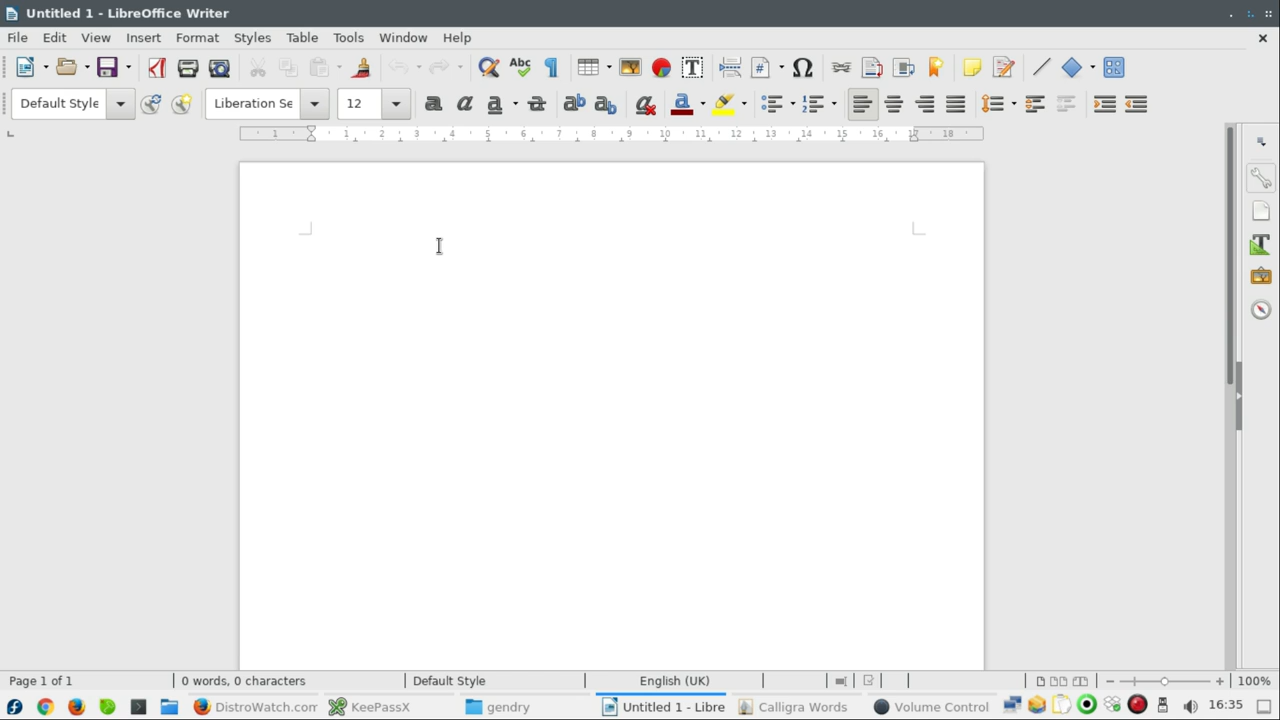 Untitled 1 - LibreOffice Writer
File Edit View Insert Format Styles Table Tools Window Help
Default Style Liberation Se 12
1 1 2 3 4 5 6 7 8 9 10 11 12 13 14 15 16 17 18
Page 1 of 1 0 words, 0 characters Default Style English (UK) 100%
DistroWatch.com KeePassX gendry Untitled 1 - Libre Calligra Words Volume Control 16:35